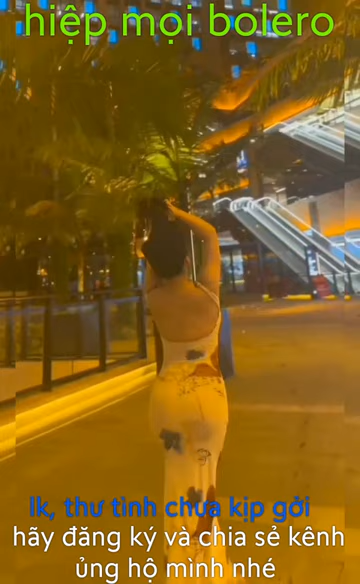 hiệp mọi bolero
lk, thư tình chưa kịp gởi
hãy đăng ký và chia sẻ kênh
ủng hộ mình nhé